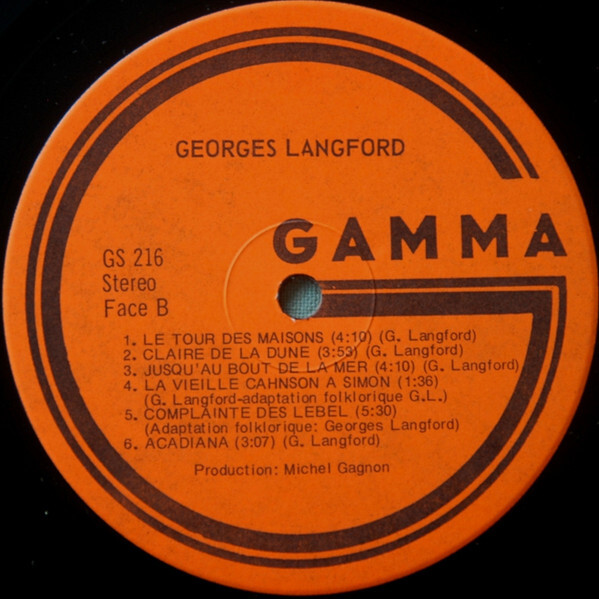 GEORGES LANGFORD
GAMMA
GS 216
Stereo
Face B
1. LE TOUR DES MAISONS (4:10) (G. Langford)
2. CLAIRE DE LA DUNE (3:53) (G. Langford)
3. JUSQU'AU BOUT DE LA MER (4:10) (G. Langford)
4. LA VIEILLE CAHNSON A SIMON (1:36)
(G. Langford-adaptation folklorique G.L.)
5. COMPLAINTE DES LEBEL (5:30)
(Adaptation folklorique: Georges Langford)
6. ACADIANA (3:07) (G. Langford)
Production: Michel Gagnon